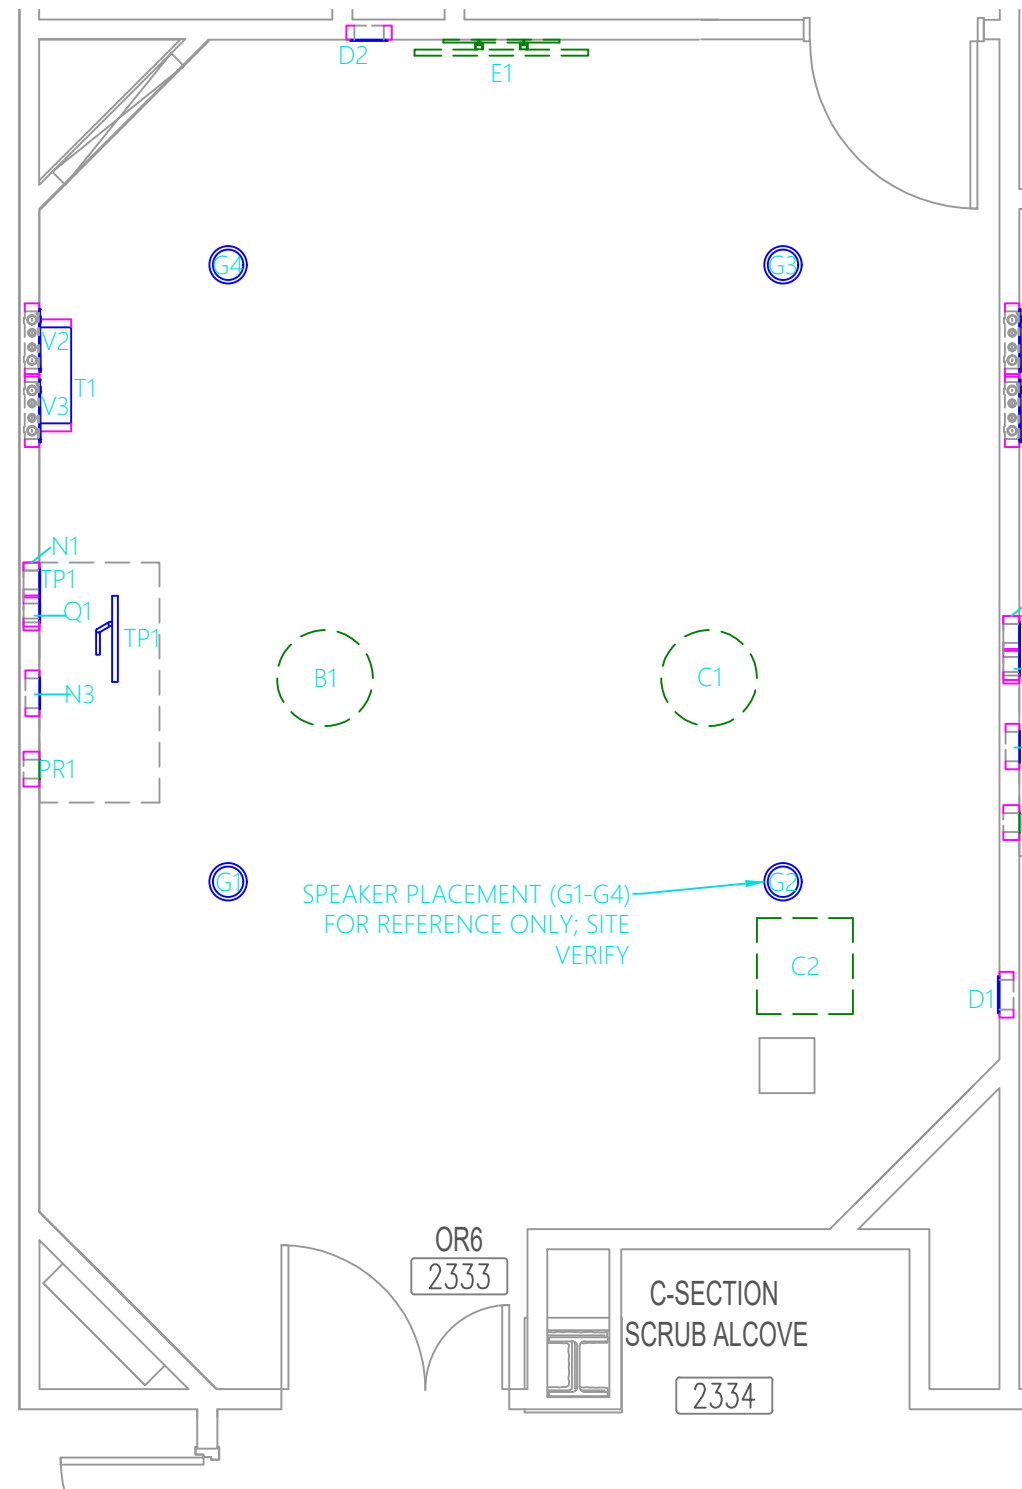 D2
E1
G4
G3
V2
T1
V3
N1
TP1
Q1
TP1
N3
B1
C1
PR1
G1
G2
SPEAKER PLACEMENT (G1-G4)
FOR REFERENCE ONLY; SITE
VERIFY
C2
D1
OR6
2333
C-SECTION
SCRUB ALCOVE
2334